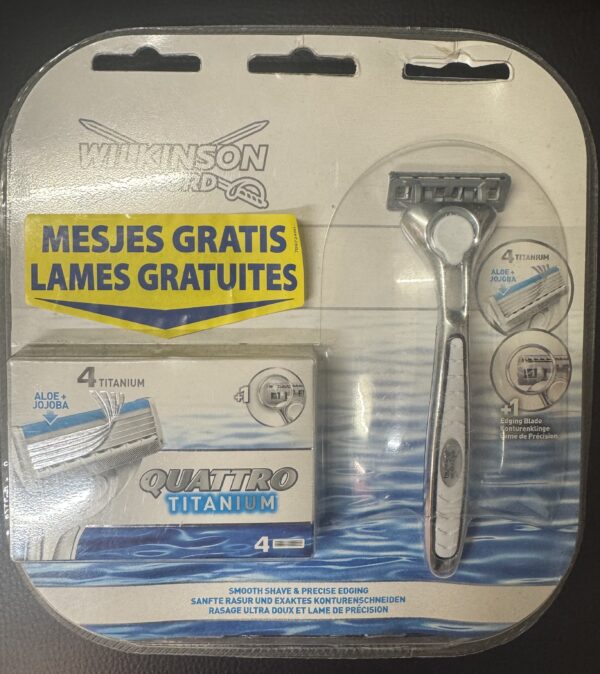 WILKINSON
SWORD
MESJES GRATIS
LAMES GRATUITES
4 TITANIUM
ALOE +
JOJOBA
+1
QUATTRO
TITANIUM
4
4 TITANIUM
ALOE +
JOJOBA
+1
Edging Blade
Konturenklinge
Lame de Précision
SMOOTH SHAVE & PRECISE EDGING
SANFTE RASUR UND EXAKTES KONTURENSCHNEIDEN
RASAGE ULTRA DOUX ET LAME DE PRÉCISION